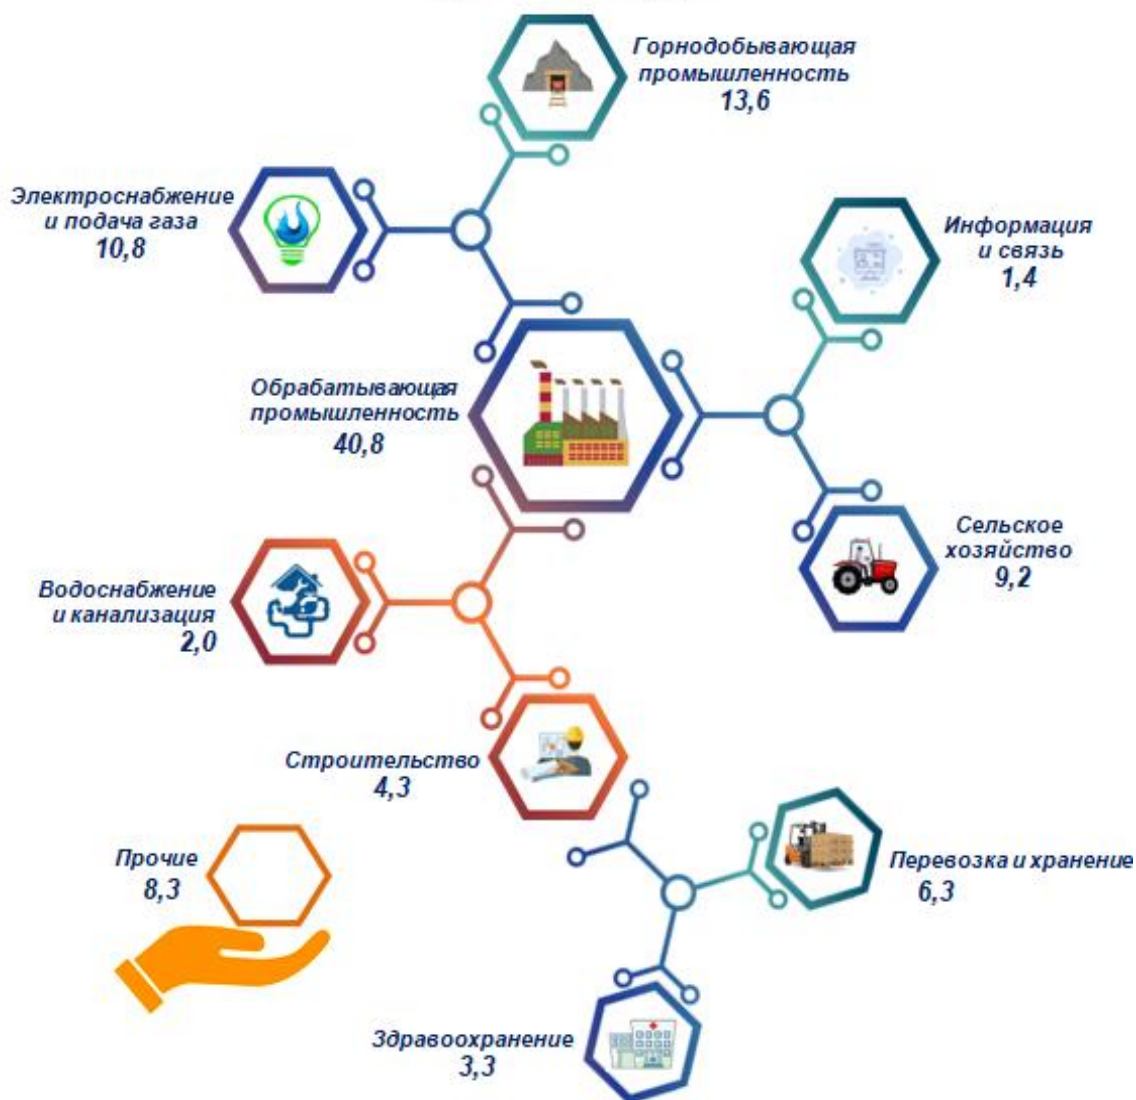 Горнодобывающая
промышленность
13,6
Электроснабжение
и подача газа
10,8
Информация
и связь
1,4
Обрабатывающая
промышленность
40,8
Сельское
хозяйство
9,2
Водоснабжение
и канализация
2,0
Строительство
4,3
Прочие
8,3
Перевозка и хранение
6,3
Здравоохранение
3,3